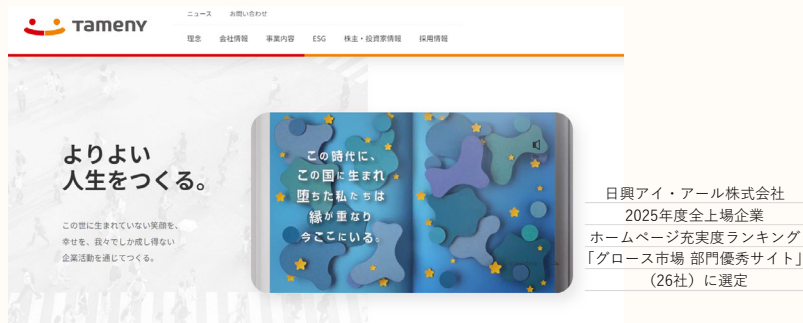 TAMENY
ニュース お問い合わせ
理念 会社情報 事業内容 ESG 株主・投資家情報 採用情報
よりよい
人生をつくる。
この世に生まれていない笑顔を、
幸せを、我々でしか成し得ない
企業活動を通じてつくる。
この時代に、
この国に生まれ
堕ちた私たちは
縁が重なり
今ここにいる。
日興アイ・アール株式会社
2025年度全上場企業
ホームページ充実度ランキング
「グロース市場 部門優秀サイト」
（26社）に選定